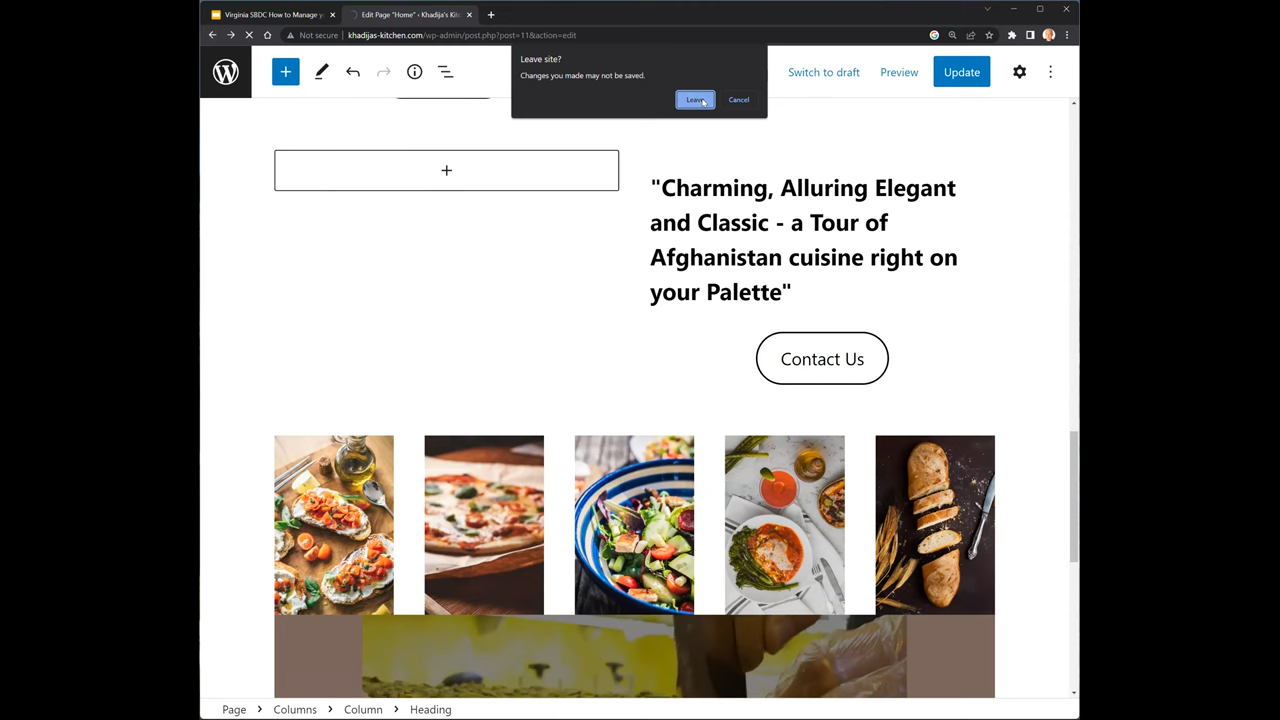 Virginia SBDC How to Manage y
Edit Page "Home" ‹ Khadija's Kitc
Not secure
khadijas-kitchen.com/wp-admin/post.php?post=11&action=edit
Leave site?
Changes you made may not be saved.
Leave
Cancel
Switch to draft
Preview
Update
"Charming, Alluring Elegant
and Classic - a Tour of
Afghanistan cuisine right on
your Palette"
Contact Us
Page > Columns > Column > Heading